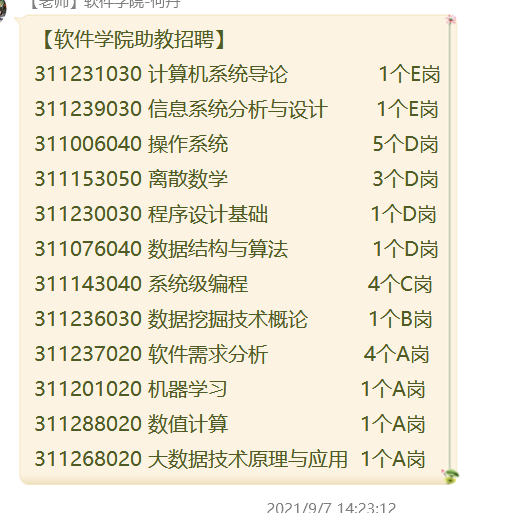 【老师】软件学院-何丹
【软件学院助教招聘】
311231030 计算机系统导论 1个E岗
311239030 信息系统分析与设计 1个E岗
311006040 操作系统 5个D岗
311153050 离散数学 3个D岗
311230030 程序设计基础 1个D岗
311076040 数据结构与算法 1个D岗
311143040 系统级编程 4个C岗
311236030 数据挖掘技术概论 1个B岗
311237020 软件需求分析 4个A岗
311201020 机器学习 1个A岗
311288020 数值计算 1个A岗
311268020 大数据技术原理与应用 1个A岗
2021/9/7 14:23:12